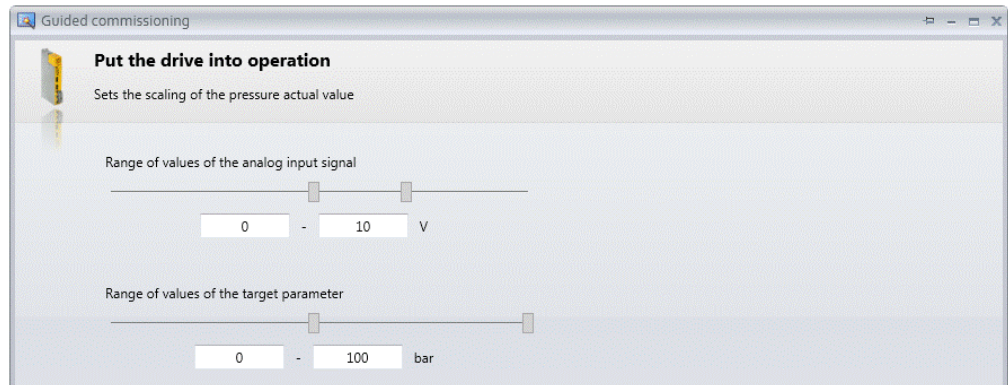 Guided commissioning
Put the drive into operation
Sets the scaling of the pressure actual value
Range of values of the analog input signal
0 - 10 V
Range of values of the target parameter
0 - 100 bar